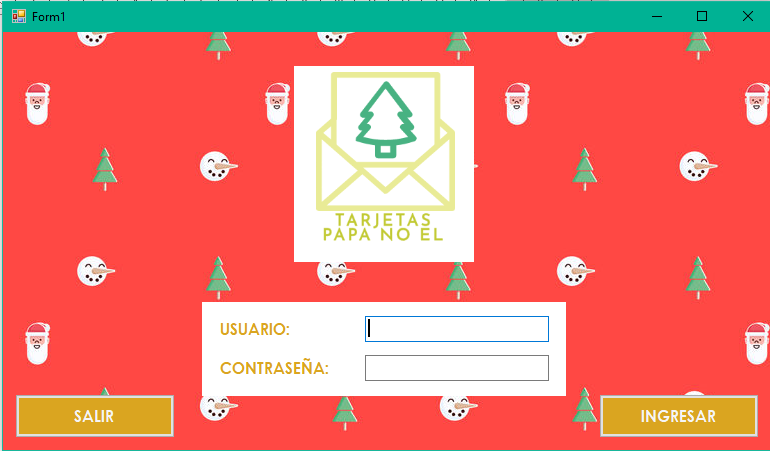 Form1
TARJETAS
PAPA NO EL
USUARIO:
CONTRASEÑA:
SALIR
INGRESAR